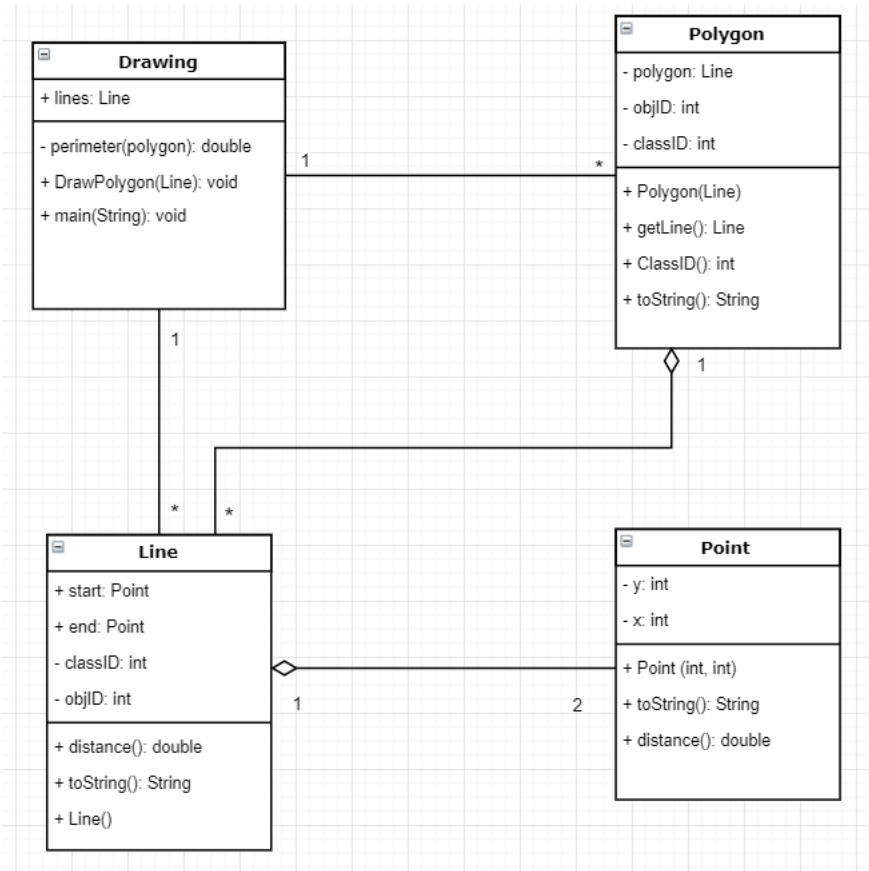 Drawing
+ lines: Line
- perimeter(polygon): double
+ DrawPolygon(Line): void
+ main(String): void
1
*
Polygon
- polygon: Line
- objID: int
- classID: int
+ Polygon(Line)
+ getLine(): Line
+ ClassID(): int
+ toString(): String
1
1
*
*
Line
+ start: Point
+ end: Point
- classID: int
- objID: int
+ distance(): double
+ toString(): String
+ Line()
1
2
Point
- y: int
- x: int
+ Point (int, int)
+ toString(): String
+ distance(): double